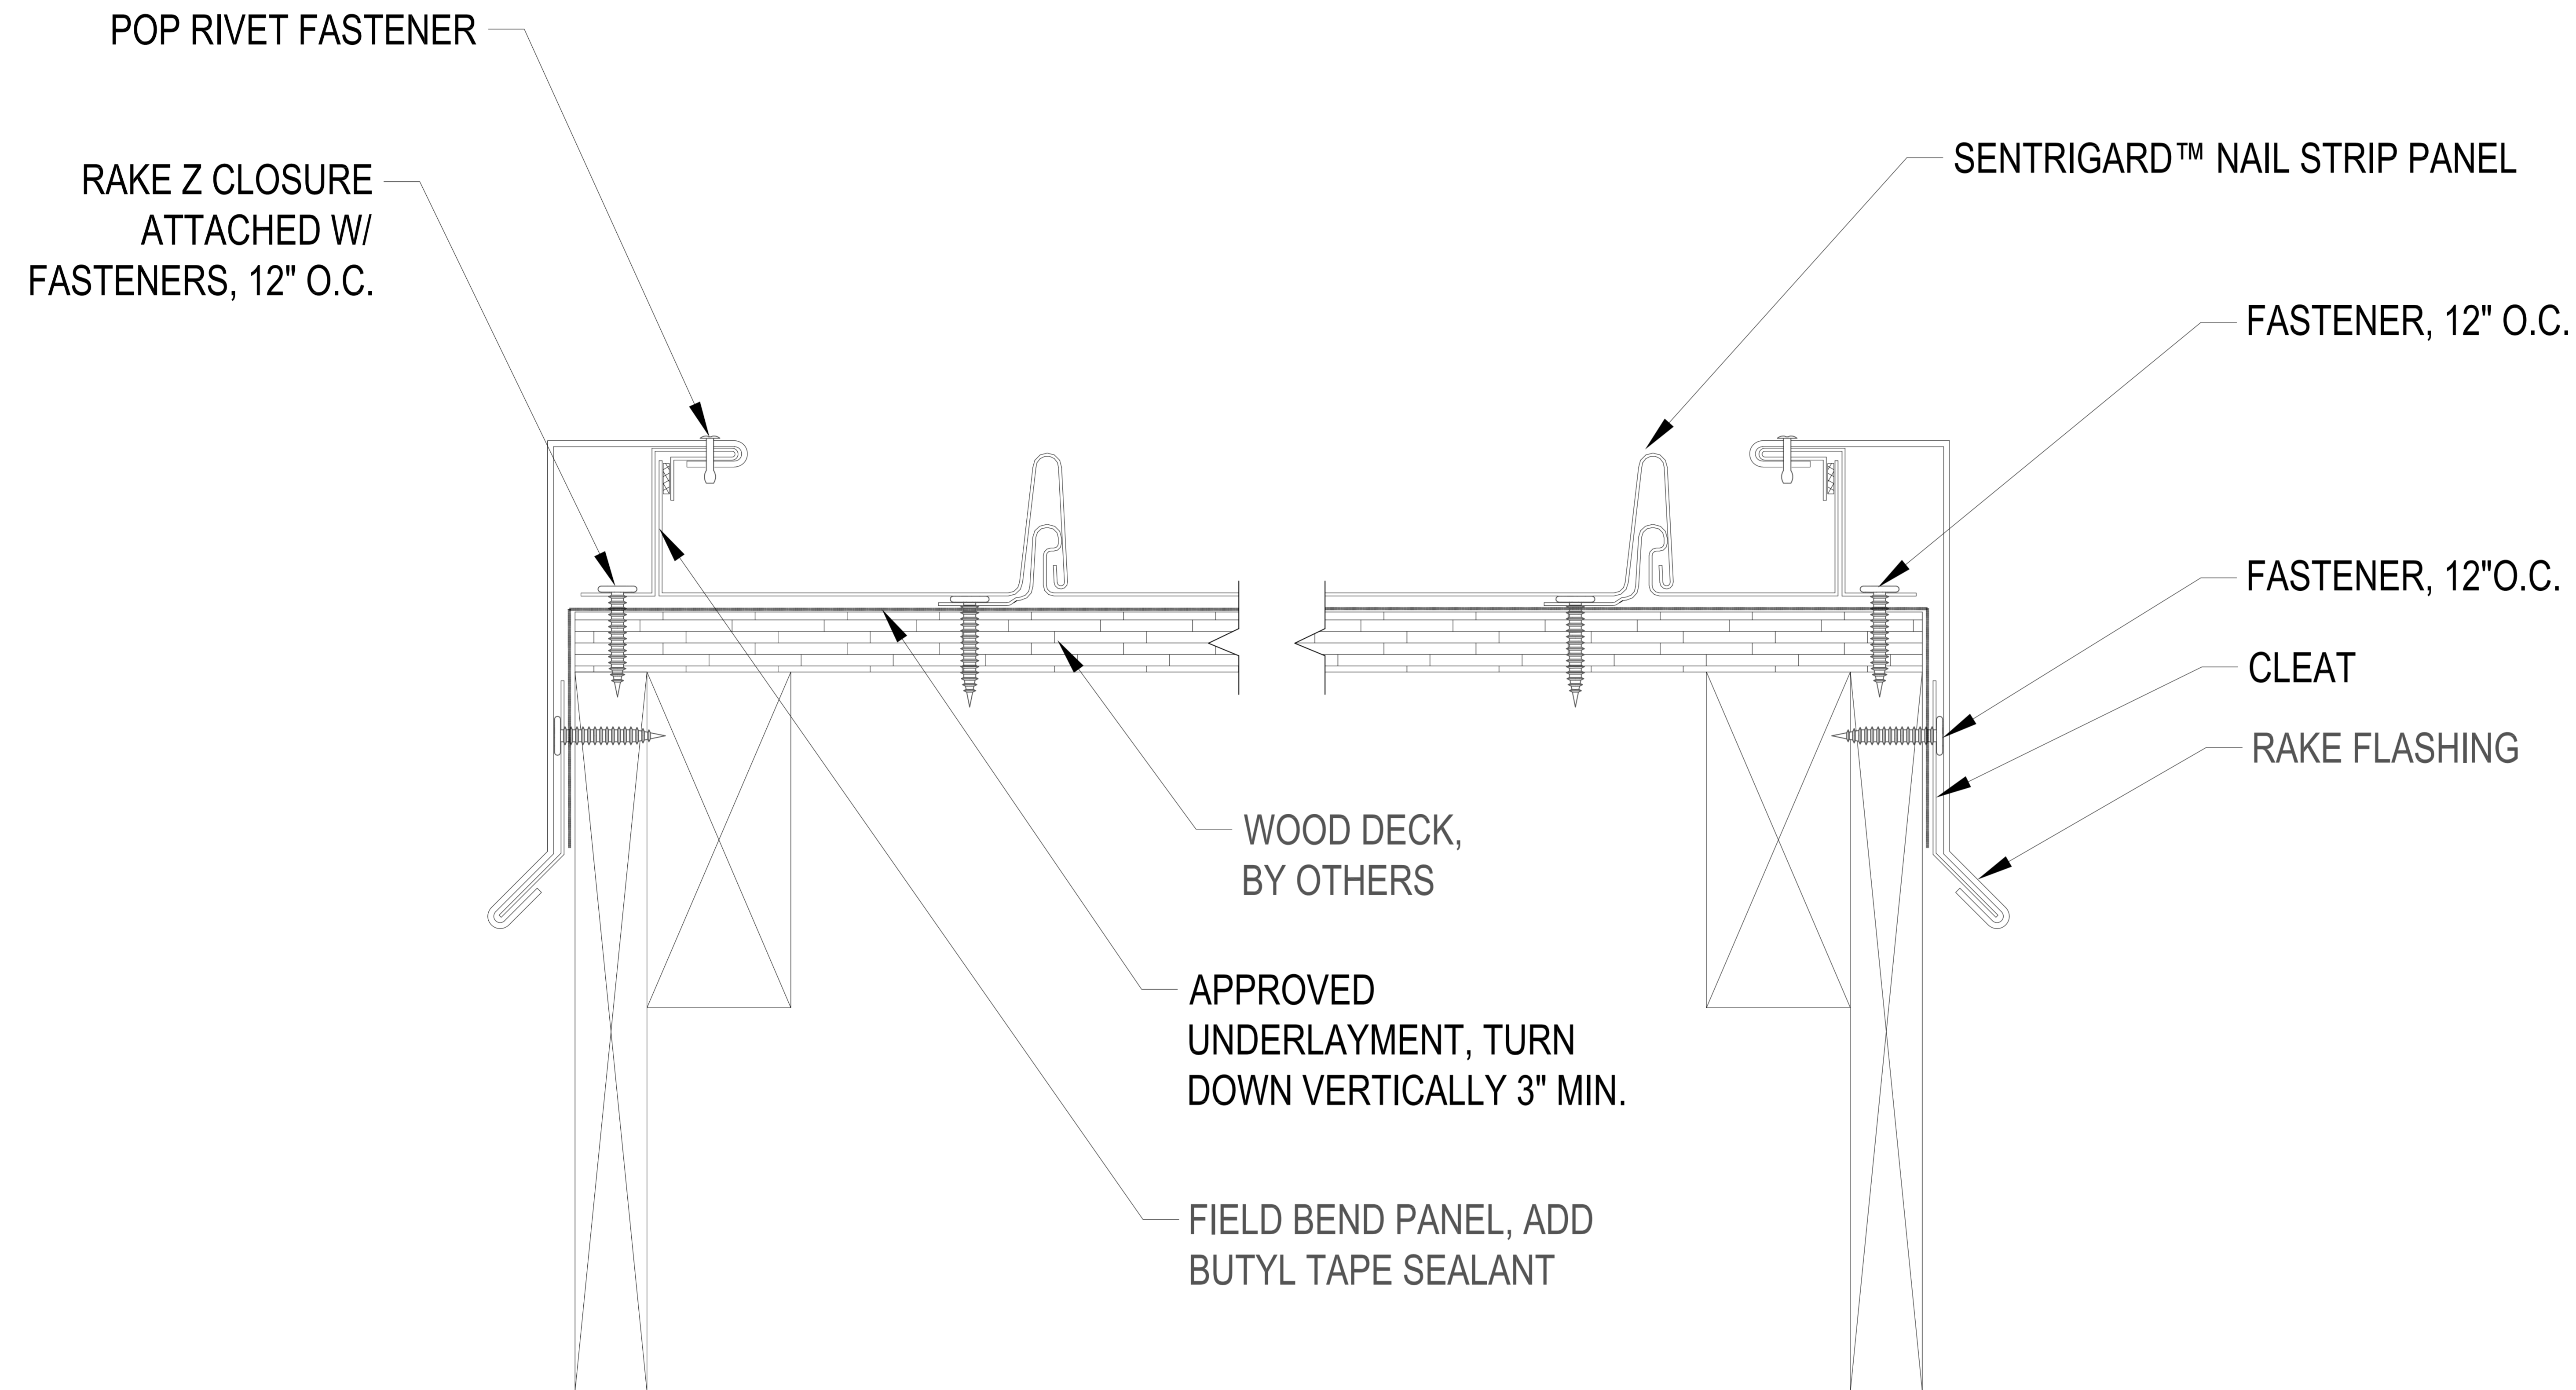 POP RIVET FASTENER
RAKE Z CLOSURE
ATTACHED W/
FASTENERS, 12" O.C.
SENTRIGARD™ NAIL STRIP PANEL
FASTENER, 12" O.C.
FASTENER, 12"O.C.
CLEAT
RAKE FLASHING
WOOD DECK,
BY OTHERS
APPROVED
UNDERLAYMENT, TURN
DOWN VERTICALLY 3" MIN.
FIELD BEND PANEL, ADD
BUTYL TAPE SEALANT